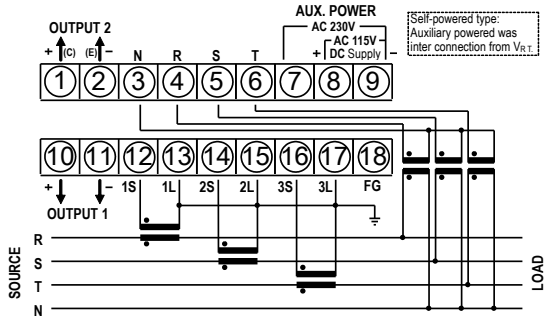 AUX. POWER
AC 230V
AC 115V
+ DC Supply −
Self-powered type:
Auxiliary powered was
inter connection from VR.T.
OUTPUT 2
+ (C) (E) − N R S T
1 2 3 4 5 6 7 8 9
10 11 12 13 14 15 16 17 18
+ − 1S 1L 2S 2L 3S 3L FG
OUTPUT 1
SOURCE
R
S
T
N
LOAD